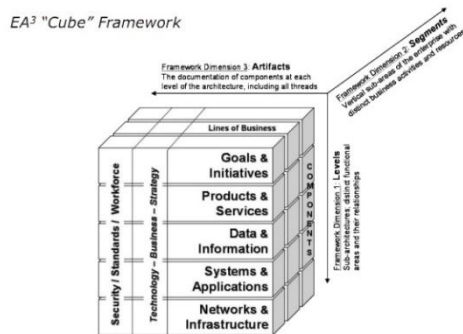 EA³ "Cube" Framework
Framework Dimension 3: Artifacts
The documentation of components at each
level of the architecture, including all threads
Framework Dimension 2: Segments
Vertical sub-areas of the enterprise with
distinct business activities and resources
Lines of Business
Security / Standards / Workforce
Technology – Business – Strategy
Goals &
Initiatives
Products &
Services
Data &
Information
Systems &
Applications
Networks &
Infrastructure
COMPONENTS
Framework Dimension 1: Levels
Sub-architectures, distinct functional
areas and their relationships